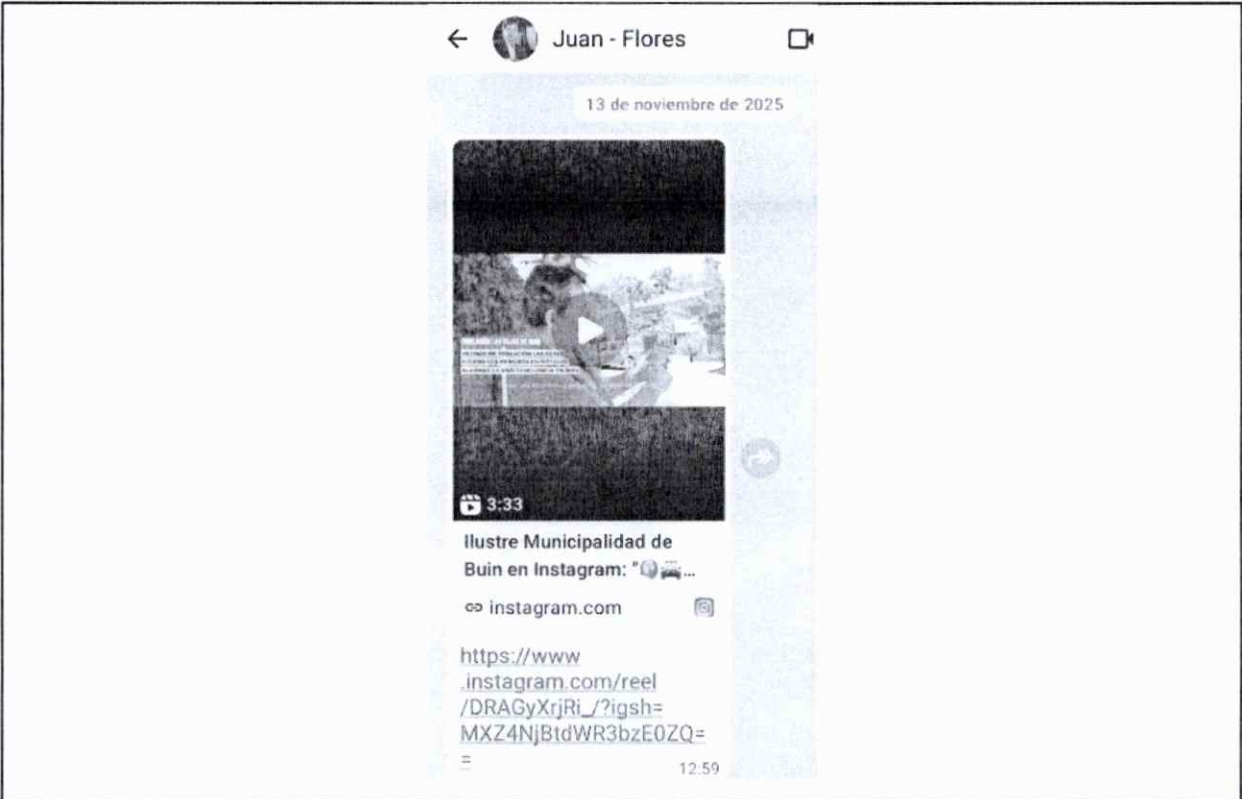 Juan - Flores
13 de noviembre de 2025
3:33
Ilustre Municipalidad de
Buin en Instagram: "🌐🚘...
instagram.com
https://www
.instagram.com/reel
/DRAGyXrjRi_/?igsh=
MXZ4NjBtdWR3bzE0ZQ=
=
12:59